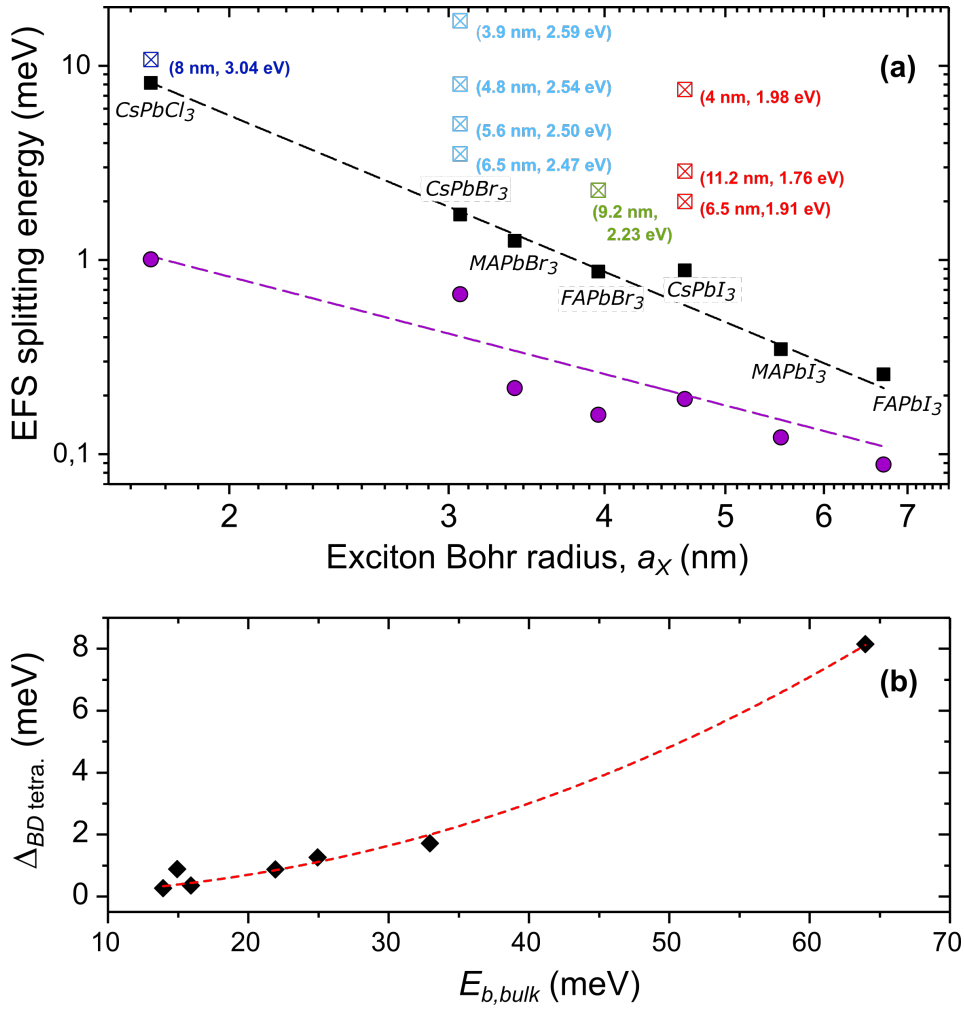 (a)
EFS splitting energy (meV)
10
1
0,1
(8 nm, 3.04 eV)
CsPbCl3
(3.9 nm, 2.59 eV)
(4.8 nm, 2.54 eV)
(5.6 nm, 2.50 eV)
(6.5 nm, 2.47 eV)
CsPbBr3
MAPbBr3
(9.2 nm,
2.23 eV)
FAPbBr3
(4 nm, 1.98 eV)
(11.2 nm, 1.76 eV)
(6.5 nm,1.91 eV)
CsPbI3
MAPbI3
FAPbI3
2 3 4 5 6 7
Exciton Bohr radius, aX (nm)
(b)
ΔBD tetra. (meV)
8
6
4
2
0
10 20 30 40 50 60 70
Eb,bulk (meV)